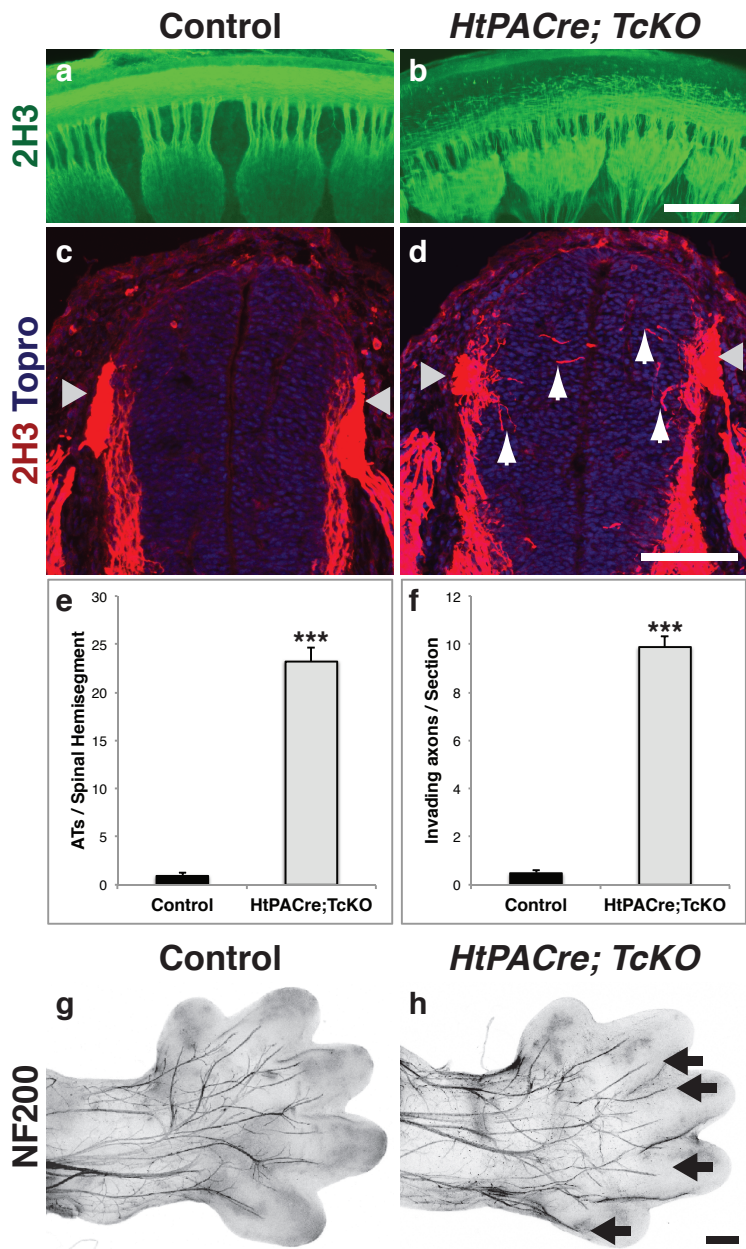 Control
HtPACre; TcKO
2H3
a
b
2H3 Topro
c
d
e
ATs / Spinal Hemisegment
30
25
20
15
10
5
0
***
Control
HtPACre;TcKO
f
Invading axons / Section
12
10
8
6
4
2
0
***
Control
HtPACre;TcKO
Control
HtPACre; TcKO
NF200
g
h